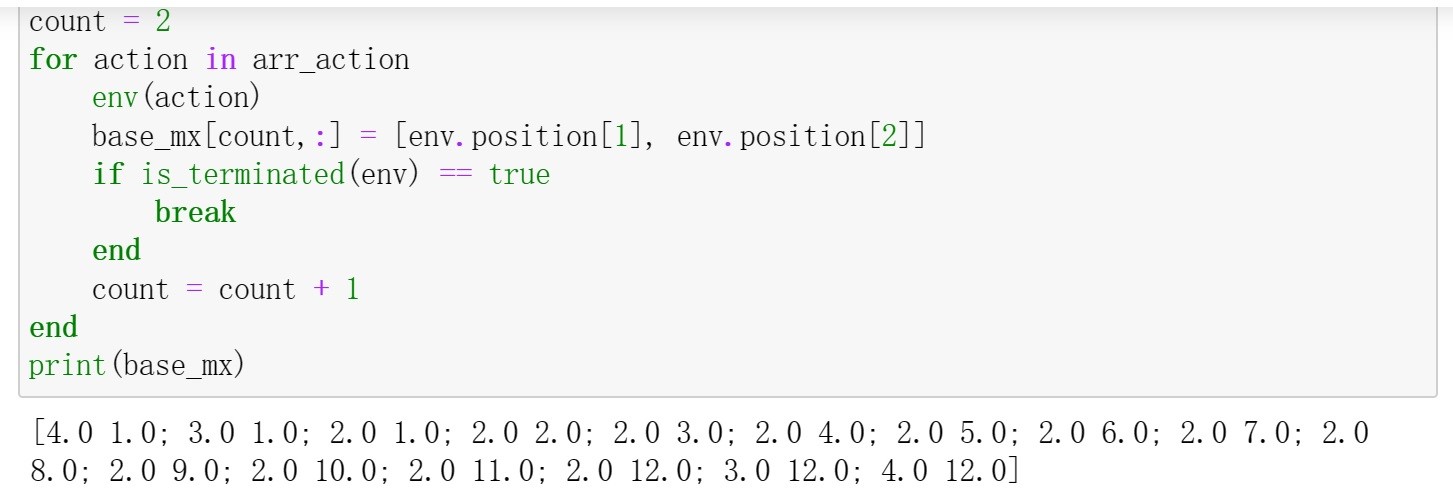 count = 2
for action in arr_action
    env(action)
    base_mx[count,:] = [env.position[1], env.position[2]]
    if is_terminated(env) == true
        break
    end
    count = count + 1
end
print(base_mx)
[4.0 1.0; 3.0 1.0; 2.0 1.0; 2.0 2.0; 2.0 3.0; 2.0 4.0; 2.0 5.0; 2.0 6.0; 2.0 7.0; 2.0
8.0; 2.0 9.0; 2.0 10.0; 2.0 11.0; 2.0 12.0; 3.0 12.0; 4.0 12.0]